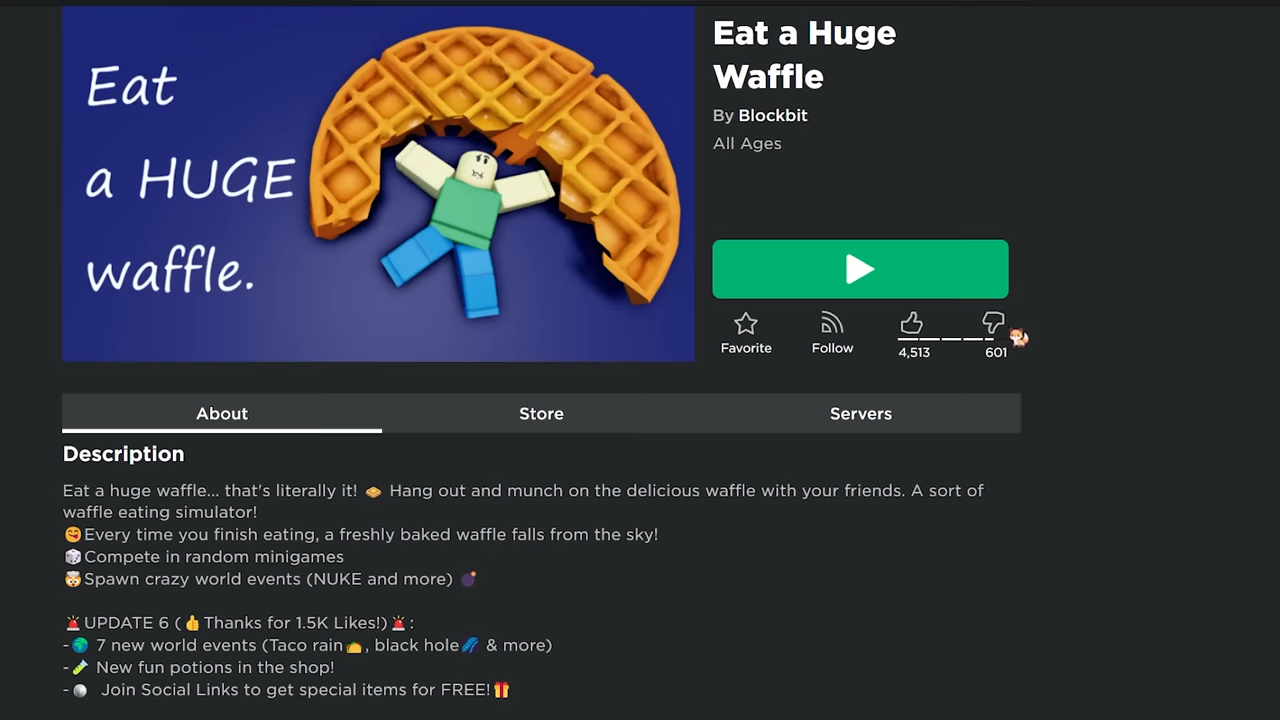 Eat
a HUGE
waffle.
Eat a Huge
Waffle
By Blockbit
All Ages
Favorite
Follow
4,513
601
About
Store
Servers
Description
Eat a huge waffle... that's literally it! 🧇 Hang out and munch on the delicious waffle with your friends. A sort of
waffle eating simulator!
😋Every time you finish eating, a freshly baked waffle falls from the sky!
🎲Compete in random minigames
🤯Spawn crazy world events (NUKE and more) 💣
🚨UPDATE 6 (👍Thanks for 1.5K Likes!)🚨:
-🌍 7 new world events (Taco rain🌮, black hole🌌 & more)
-🧪 New fun potions in the shop!
-⚪ Join Social Links to get special items for FREE!🎁